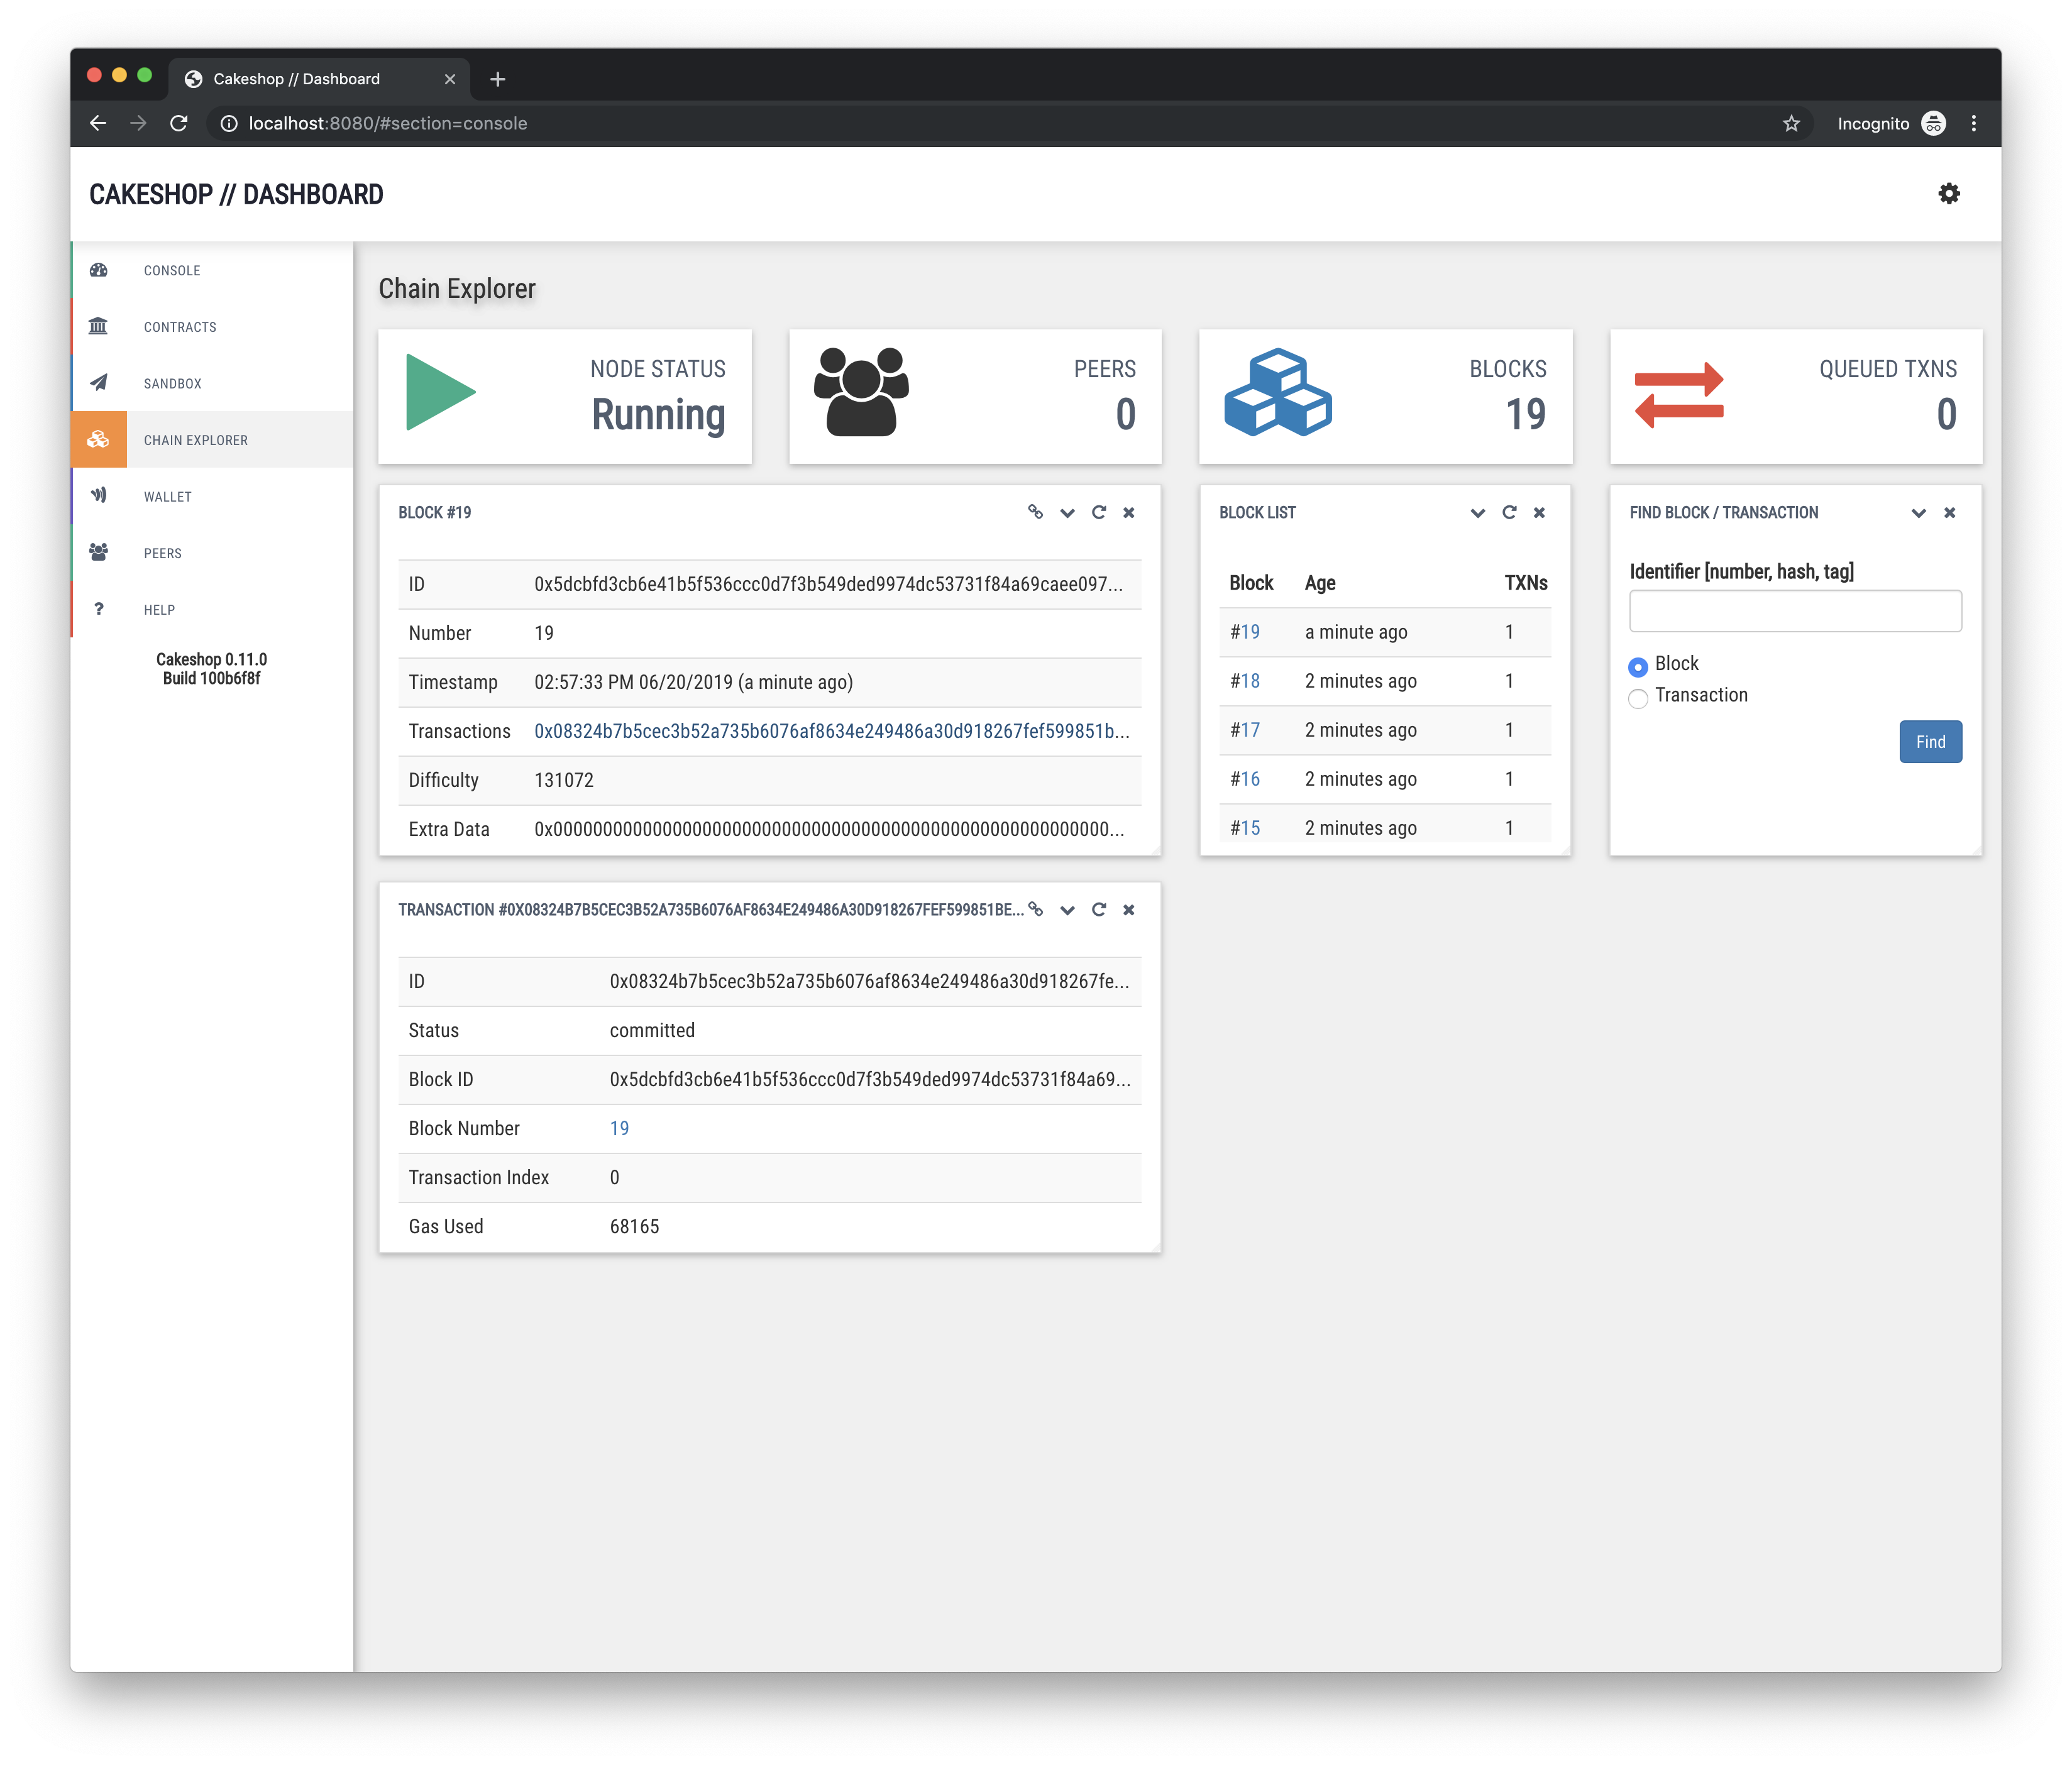 Cakeshop // Dashboard
localhost:8080/#section=console
Incognito
CAKESHOP // DASHBOARD
CONSOLE
CONTRACTS
SANDBOX
CHAIN EXPLORER
WALLET
PEERS
? HELP
Cakeshop 0.11.0
Build 100b6f8f
Chain Explorer
NODE STATUS
Running
PEERS
0
BLOCKS
19
QUEUED TXNS
0
BLOCK #19
ID 0x5dcbfd3cb6e41b5f536ccc0d7f3b549ded9974dc53731f84a69caee097...
Number 19
Timestamp 02:57:33 PM 06/20/2019 (a minute ago)
Transactions 0x08324b7b5cec3b52a735b6076af8634e249486a30d918267fef599851b...
Difficulty 131072
Extra Data 0x00000000000000000000000000000000000000000000000000000000...
BLOCK LIST
Block Age TXNs
#19 a minute ago 1
#18 2 minutes ago 1
#17 2 minutes ago 1
#16 2 minutes ago 1
#15 2 minutes ago 1
FIND BLOCK / TRANSACTION
Identifier [number, hash, tag]
Block
Transaction
Find
TRANSACTION #0X08324B7B5CEC3B52A735B6076AF8634E249486A30D918267FEF599851BE...
ID 0x08324b7b5cec3b52a735b6076af8634e249486a30d918267fe...
Status committed
Block ID 0x5dcbfd3cb6e41b5f536ccc0d7f3b549ded9974dc53731f84a69...
Block Number 19
Transaction Index 0
Gas Used 68165